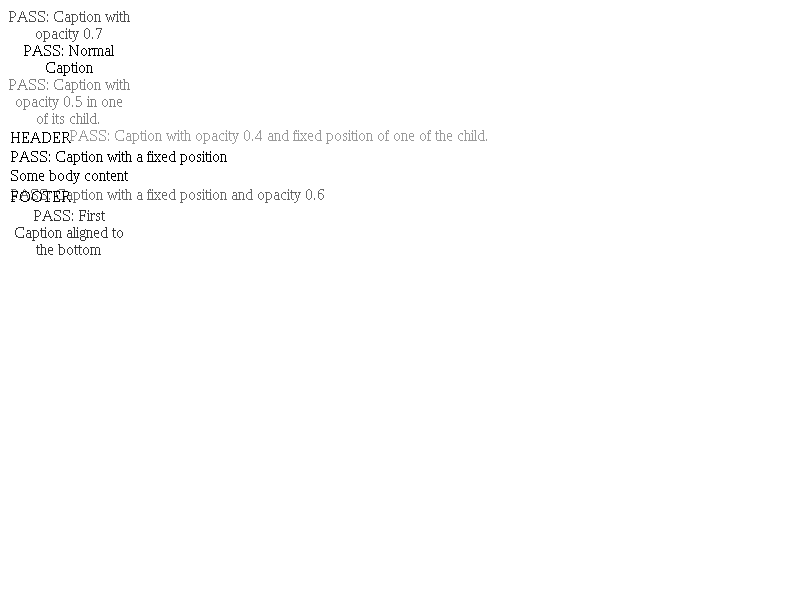 PASS: Caption with
opacity 0.7
PASS: Normal
Caption
PASS: Caption with
opacity 0.5 in one
of its child.
HEADER PASS: Caption with opacity 0.4 and fixed position of one of the child.
PASS: Caption with a fixed position
Some body content
FOOTER
PASS: Caption with a fixed position and opacity 0.6
PASS: First
Caption aligned to
the bottom